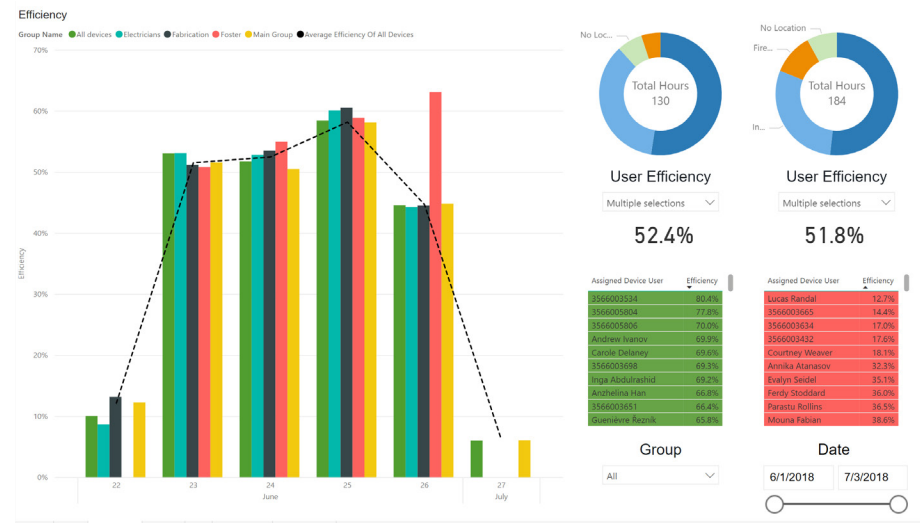 Efficiency
Group Name All devices Electricians Fabrication Foster Main Group Average Efficiency Of All Devices
70%
60%
50%
40%
30%
20%
10%
0%
Efficiency
22 23 24 25 26 27
June July
No Loc...
Total Hours
130
User Efficiency
Multiple selections
52.4%
No Location
Fire...
In...
Total Hours
184
User Efficiency
Multiple selections
51.8%
Assigned Device User Efficiency
3566003534 80.4%
3566005804 77.8%
3566005806 70.0%
Andrew Ivanov 69.9%
Carole Delaney 69.6%
3566003698 69.3%
Inga Abdulrashid 69.2%
Anzhelina Han 66.8%
3566003651 66.4%
Guenièvre Řezník 65.8%
Assigned Device User Efficiency
Lucas Randal 12.7%
3566003665 14.4%
3566003634 17.0%
3566003432 17.6%
Courtney Weaver 18.1%
Annika Atanasov 32.3%
Evalyn Seidel 35.1%
Ferdy Stoddard 36.0%
Parastu Rollins 36.5%
Mouna Fabian 38.6%
Group
All
Date
6/1/2018 7/3/2018